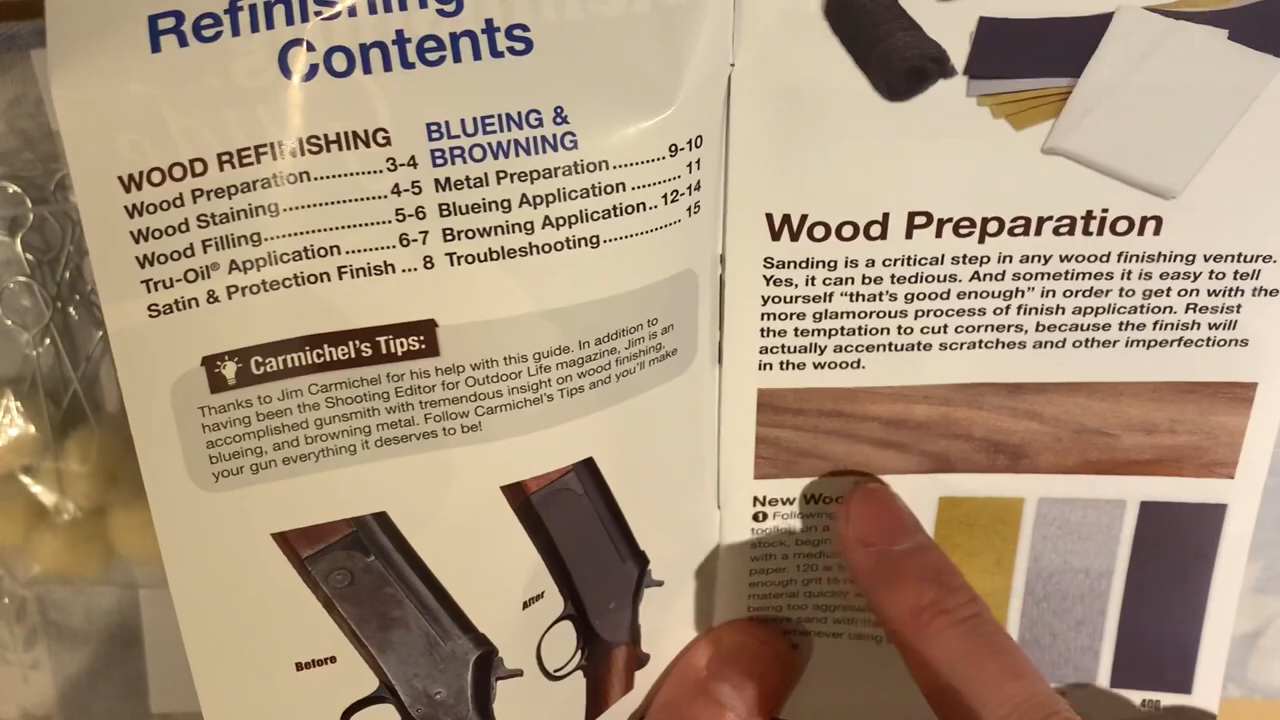 Refinishing
Contents
WOOD REFINISHING
Wood Preparation............3-4
Wood Staining.................4-5
Wood Filling....................5-6
Tru-Oil® Application........6-7
Satin & Protection Finish ... 8
BLUEING &
BROWNING
Metal Preparation..........9-10
Blueing Application ......... 11
Browning Application.. 12-14
Troubleshooting.............. 15
Carmichel's Tips:
Thanks to Jim Carmichel for his help with this guide. In addition to
having been the Shooting Editor for Outdoor Life magazine, Jim is an
accomplished gunsmith with tremendous insight on wood finishing,
blueing, and browning metal. Follow Carmichel's Tips and you'll make
your gun everything it deserves to be!
Before
After
Wood Preparation
Sanding is a critical step in any wood finishing venture.
Yes, it can be tedious. And sometimes it is easy to tell
yourself “that's good enough” in order to get on with the
more glamorous process of finish application. Resist
the temptation to cut corners, because the finish will
actually accentuate scratches and other imperfections
in the wood.
New
1 Following
on a
stock, begin
with a medium
paper. 120 is
enough grit to
material quickly
being too
Always sand with
whenever using
400